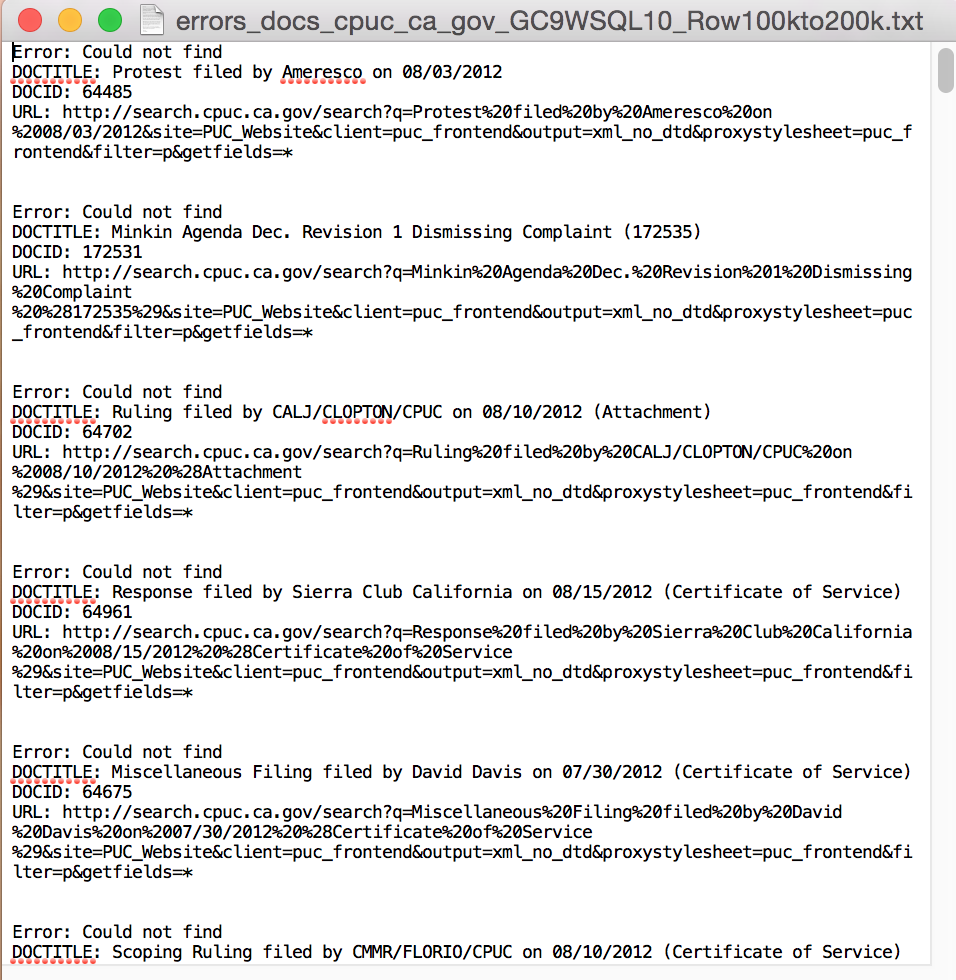 errors_docs_cpuc_ca_gov_GC9WSQL10_Row100kto200k.txt
Error: Could not find
DOCTITLE: Protest filed by Ameresco on 08/03/2012
DOCID: 64485
URL: http://search.cpuc.ca.gov/search?q=Protest%20filed%20by%20Ameresco%20on
%2008/03/2012&site=PUC_Website&client=puc_frontend&output=xml_no_dtd&proxystylesheet=puc_f
rontend&filter=p&getfields=*
Error: Could not find
DOCTITLE: Minkin Agenda Dec. Revision 1 Dismissing Complaint (172535)
DOCID: 172531
URL: http://search.cpuc.ca.gov/search?q=Minkin%20Agenda%20Dec.%20Revision%201%20Dismissing
%20Complaint
%20%28172535%29&site=PUC_Website&client=puc_frontend&output=xml_no_dtd&proxystylesheet=puc
_frontend&filter=p&getfields=*
Error: Could not find
DOCTITLE: Ruling filed by CALJ/CLOPTON/CPUC on 08/10/2012 (Attachment)
DOCID: 64702
URL: http://search.cpuc.ca.gov/search?q=Ruling%20filed%20by%20CALJ/CLOPTON/CPUC%20on
%2008/10/2012%20%28Attachment
%29&site=PUC_Website&client=puc_frontend&output=xml_no_dtd&proxystylesheet=puc_frontend&fi
lter=p&getfields=*
Error: Could not find
DOCTITLE: Response filed by Sierra Club California on 08/15/2012 (Certificate of Service)
DOCID: 64961
URL: http://search.cpuc.ca.gov/search?q=Response%20filed%20by%20Sierra%20Club%20California
%20on%2008/15/2012%20%28Certificate%20of%20Service
%29&site=PUC_Website&client=puc_frontend&output=xml_no_dtd&proxystylesheet=puc_frontend&fi
lter=p&getfields=*
Error: Could not find
DOCTITLE: Miscellaneous Filing filed by David Davis on 07/30/2012 (Certificate of Service)
DOCID: 64675
URL: http://search.cpuc.ca.gov/search?q=Miscellaneous%20Filing%20filed%20by%20David
%20Davis%20on%2007/30/2012%20%28Certificate%20of%20Service
%29&site=PUC_Website&client=puc_frontend&output=xml_no_dtd&proxystylesheet=puc_frontend&fi
lter=p&getfields=*
Error: Could not find
DOCTITLE: Scoping Ruling filed by CMMR/FLORIO/CPUC on 08/10/2012 (Certificate of Service)